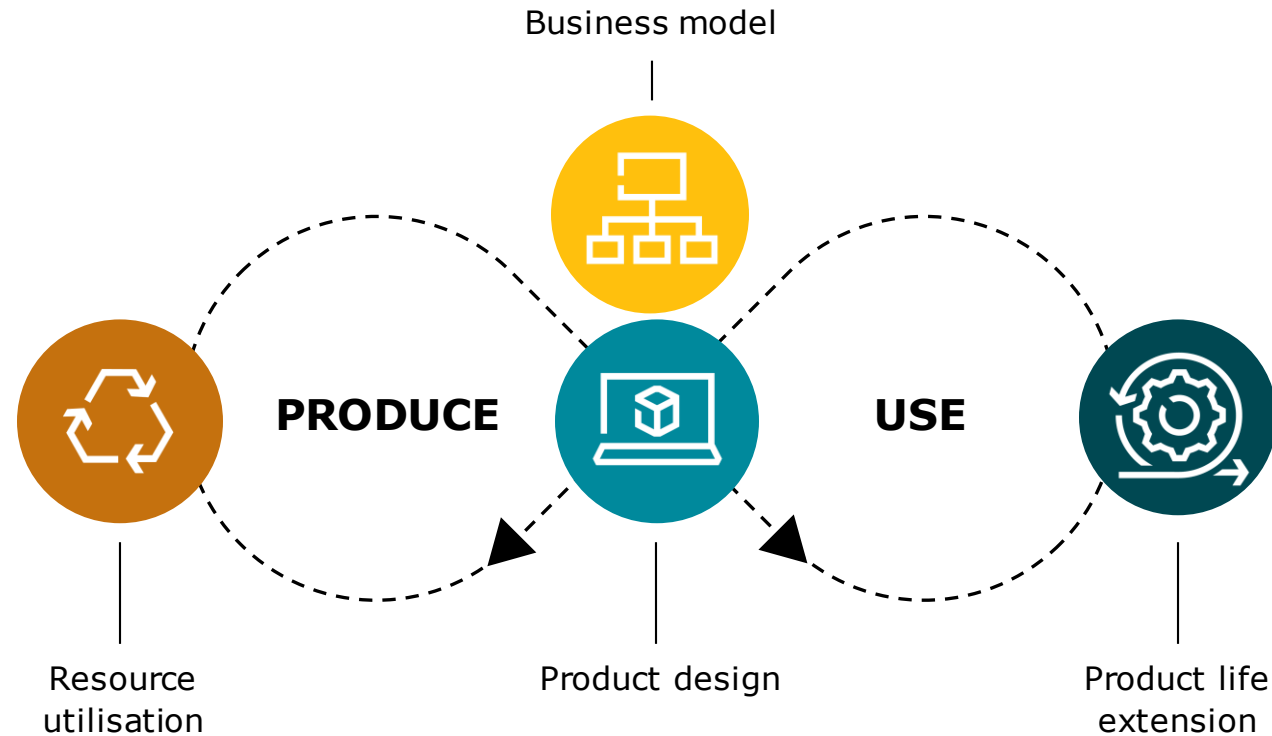 Business model
PRODUCE
USE
Resource
utilisation
Product design
Product life
extension